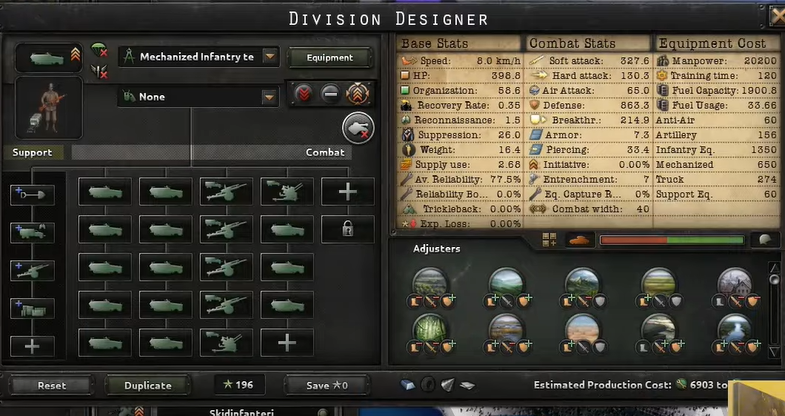 DIVISION DESIGNER
Mechanized Infantry te
Equipment
None
Support
Combat
Base Stats
Speed: 8.0 km/h
HP: 398.8
Organization: 58.6
Recovery Rate: 0.35
Reconnaissance: 1.5
Suppression: 26.0
Weight: 16.4
Supply use: 2.68
Av. Reliability: 77.5%
Reliability Bo... 0.0%
Trickleback: 0.00%
Exp. Loss: 0.00%
Combat Stats
Soft attack: 327.6
Hard attack: 130.3
Air Attack: 65.0
Defense: 863.3
Breakthr.: 214.9
Armor: 7.3
Piercing: 33.4
Initiative: 0.00%
Entrenchment: 7
Eq. Capture R... 0%
Combat width: 40
Equipment Cost
Manpower: 20200
Training time: 120
Fuel Capacity: 1900.8
Fuel Usage: 33.66
Anti-Air 60
Artillery 156
Infantry Eq. 1350
Mechanized 650
Truck 274
Support Eq. 60
Adjusters
Reset
Duplicate
196
Save ★0
Estimated Production Cost: 6903 to
Skidinfanteri